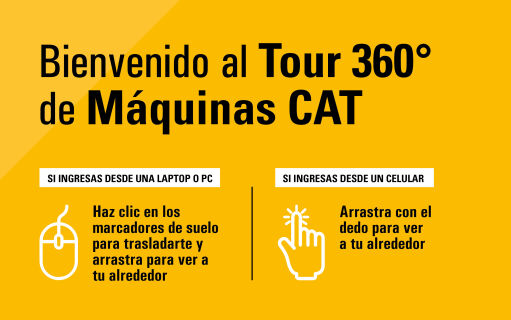 Bienvenido al Tour 360°
de Máquinas CAT
SI INGRESAS DESDE UNA LAPTOP O PC
Haz clic en los
marcadores de suelo
para trasladarte y
arrastra para ver a
tu alrededor
SI INGRESAS DESDE UN CELULAR
Arrastra con el
dedo para ver
a tu alrededor